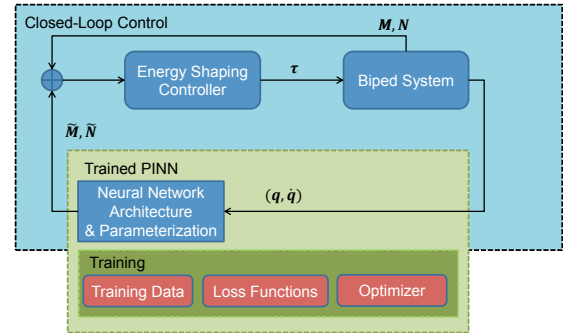 Closed-Loop Control
M, N
Energy Shaping
Controller
τ
Biped System
M̃, Ñ
Trained PINN
Neural Network
Architecture
& Parameterization
(q, q̇)
Training
Training Data
Loss Functions
Optimizer